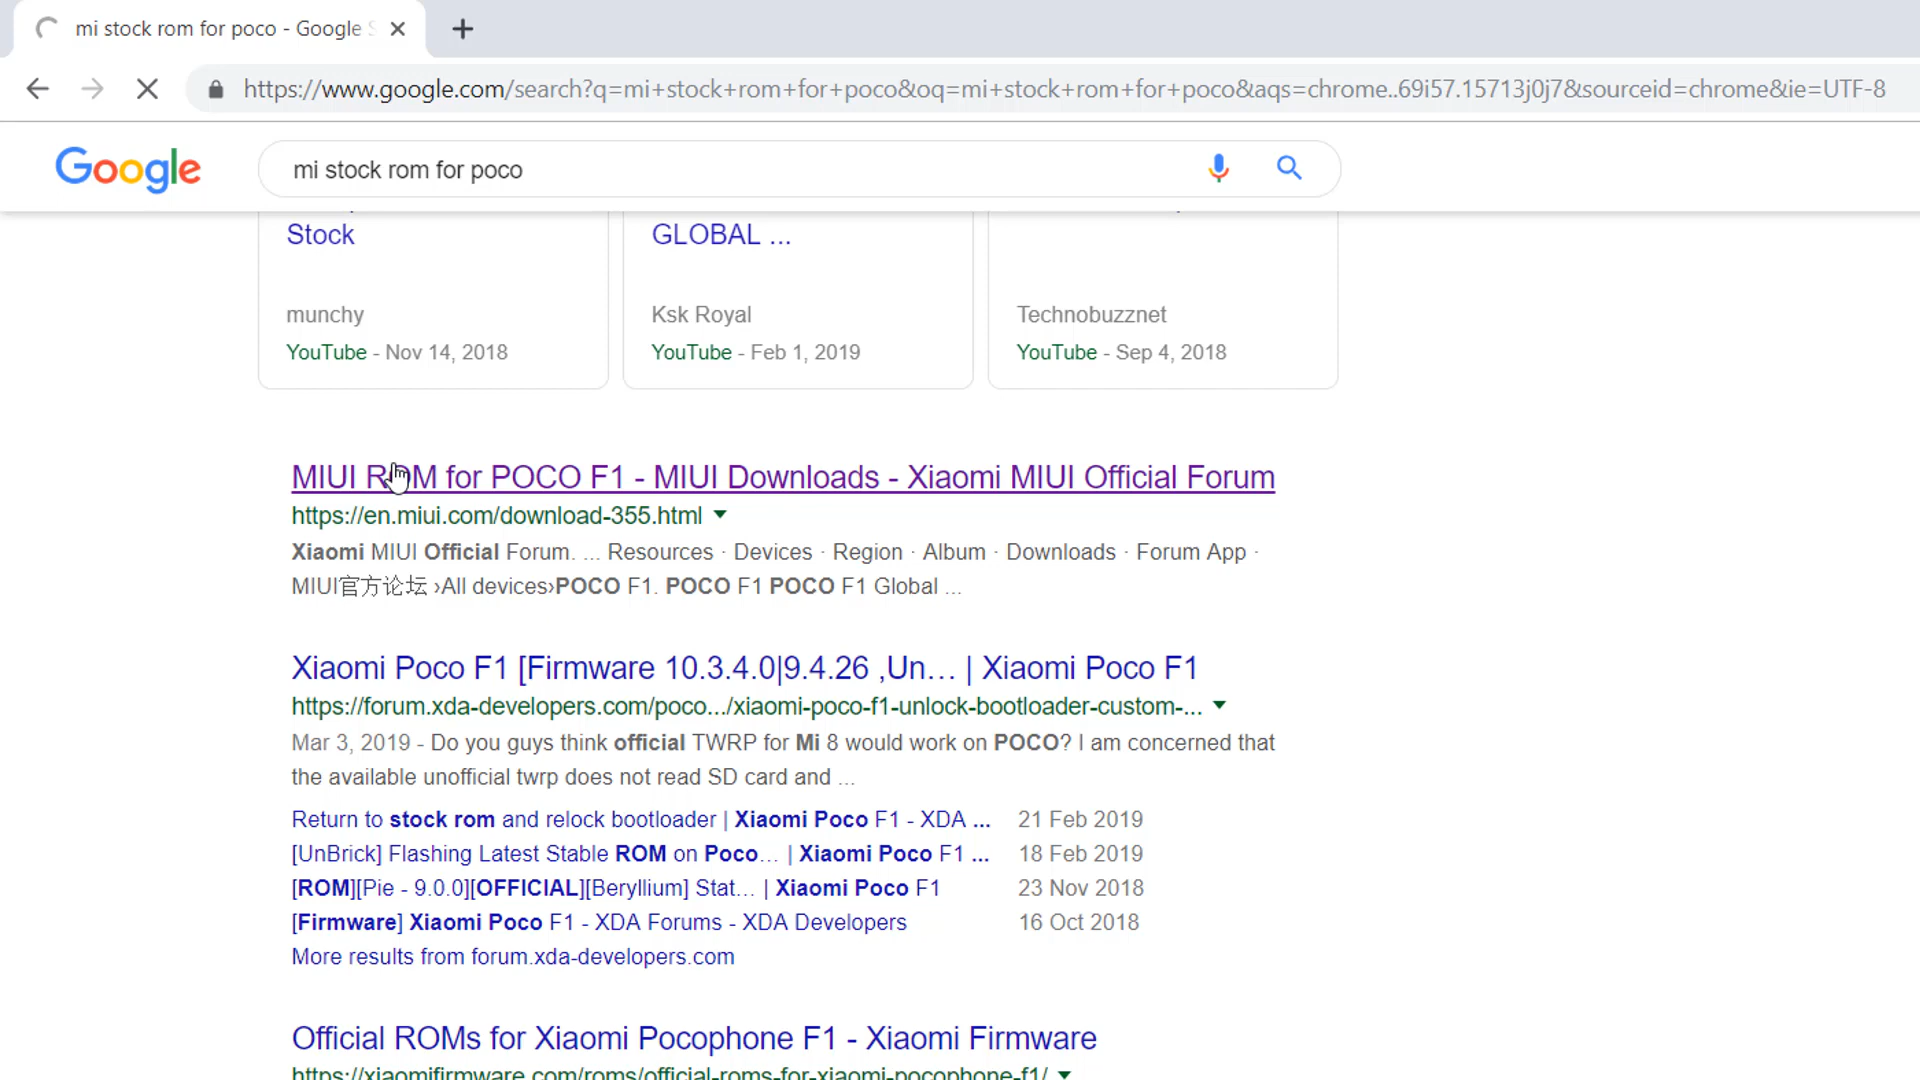 mi stock rom for poco - Google
https://www.google.com/search?q=mi+stock+rom+for+poco&oq=mi+stock+rom+for+poco&aqs=chrome..69i57.15713j0j7&sourceid=chrome&ie=UTF-8
Google
mi stock rom for poco
Stock
GLOBAL ...
munchy
Ksk Royal
Technobuzznet
YouTube - Nov 14, 2018
YouTube - Feb 1, 2019
YouTube - Sep 4, 2018
MIUI ROM for POCO F1 - MIUI Downloads - Xiaomi MIUI Official Forum
https://en.miui.com/download-355.html
Xiaomi MIUI Official Forum. ... Resources · Devices · Region · Album · Downloads · Forum App ·
MIUI官方论坛 ›All devices›POCO F1. POCO F1 POCO F1 Global ...
Xiaomi Poco F1 [Firmware 10.3.4.0|9.4.26 ,Un… | Xiaomi Poco F1
https://forum.xda-developers.com/poco.../xiaomi-poco-f1-unlock-bootloader-custom-...
Mar 3, 2019 - Do you guys think official TWRP for Mi 8 would work on POCO? I am concerned that
the available unofficial twrp does not read SD card and ...
Return to stock rom and relock bootloader | Xiaomi Poco F1 - XDA ... 21 Feb 2019
[UnBrick] Flashing Latest Stable ROM on Poco… | Xiaomi Poco F1 ... 18 Feb 2019
[ROM][Pie - 9.0.0][OFFICIAL][Beryllium] Stat… | Xiaomi Poco F1 23 Nov 2018
[Firmware] Xiaomi Poco F1 - XDA Forums - XDA Developers 16 Oct 2018
More results from forum.xda-developers.com
Official ROMs for Xiaomi Pocophone F1 - Xiaomi Firmware
https://xiaomifirmware.com/roms/official-roms-for-xiaomi-pocophone-f1/